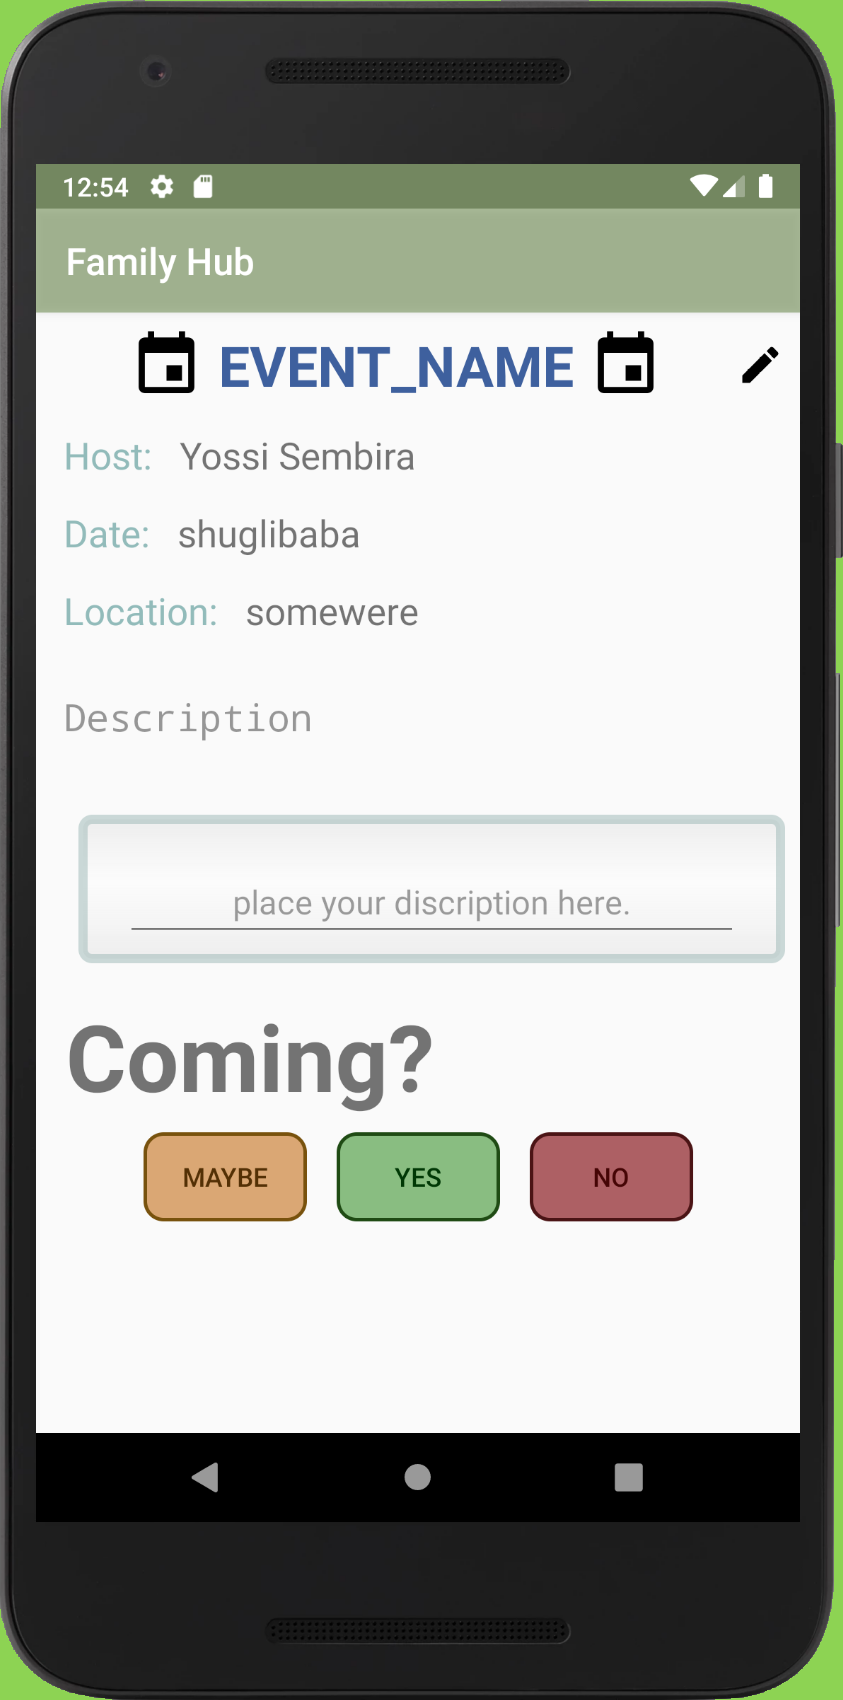 12:54
Family Hub
EVENT_NAME
Host: Yossi Sembira
Date: shuglibaba
Location: somewere
Description
place your discription here.
Coming?
MAYBE YES NO